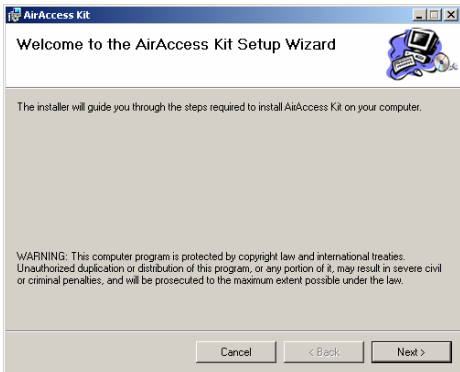 AirAccess Kit
Welcome to the AirAccess Kit Setup Wizard
The installer will guide you through the steps required to install AirAccess Kit on your computer.
WARNING: This computer program is protected by copyright law and international treaties.
Unauthorized duplication or distribution of this program, or any portion of it, may result in severe civil
or criminal penalties, and will be prosecuted to the maximum extent possible under the law.
Cancel
< Back
Next >